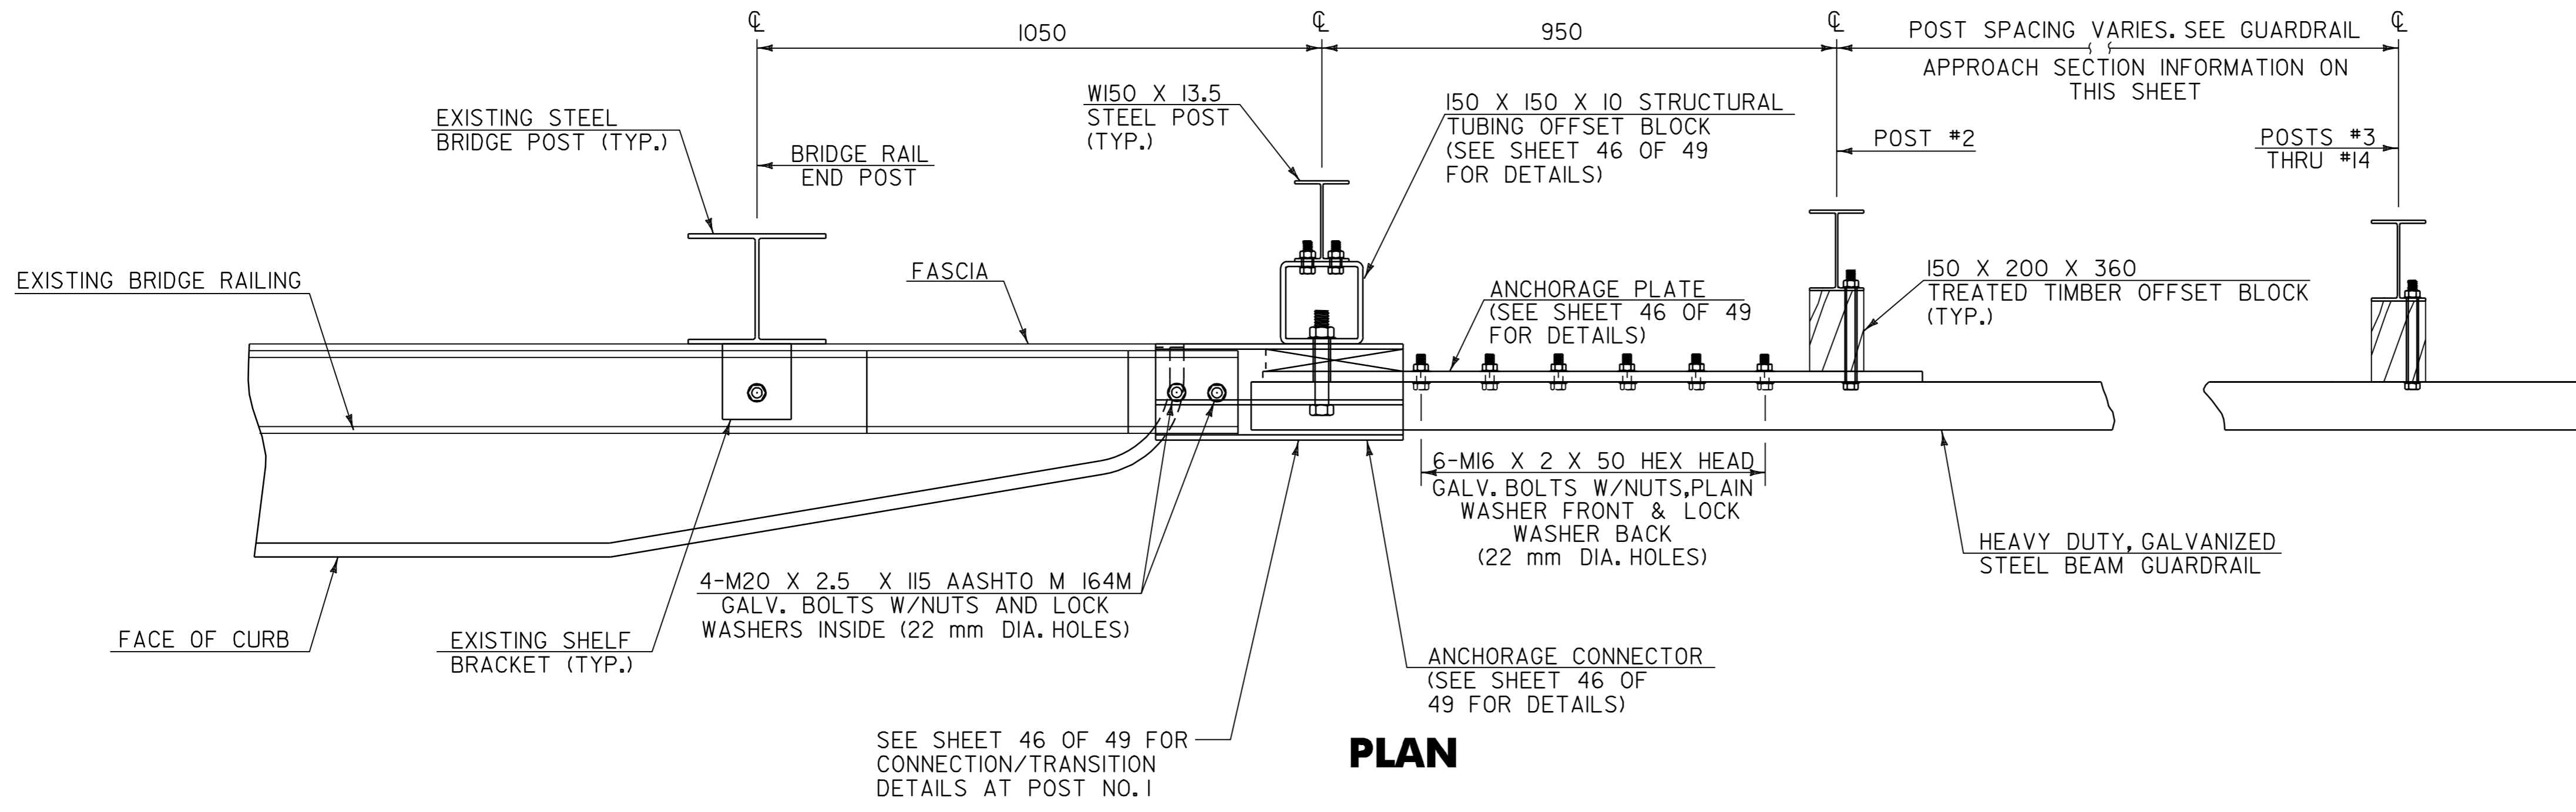 ℄
℄
℄
℄
1050
950
POST SPACING VARIES. SEE GUARDRAIL
APPROACH SECTION INFORMATION ON
THIS SHEET
EXISTING STEEL
BRIDGE POST (TYP.)
BRIDGE RAIL
END POST
W150 X 13.5
STEEL POST
(TYP.)
150 X 150 X 10 STRUCTURAL
TUBING OFFSET BLOCK
(SEE SHEET 46 OF 49
FOR DETAILS)
POST #2
POSTS #3
THRU #14
EXISTING BRIDGE RAILING
FASCIA
ANCHORAGE PLATE
(SEE SHEET 46 OF 49
FOR DETAILS)
150 X 200 X 360
TREATED TIMBER OFFSET BLOCK
(TYP.)
6-M16 X 2 X 50 HEX HEAD
GALV. BOLTS W/NUTS, PLAIN
WASHER FRONT & LOCK
WASHER BACK
(22 mm DIA. HOLES)
HEAVY DUTY, GALVANIZED
STEEL BEAM GUARDRAIL
4-M20 X 2.5 X 115 AASHTO M 164M
GALV. BOLTS W/NUTS AND LOCK
WASHERS INSIDE (22 mm DIA. HOLES)
FACE OF CURB
EXISTING SHELF
BRACKET (TYP.)
ANCHORAGE CONNECTOR
(SEE SHEET 46 OF
49 FOR DETAILS)
SEE SHEET 46 OF 49 FOR
CONNECTION/TRANSITION
DETAILS AT POST NO. 1
PLAN